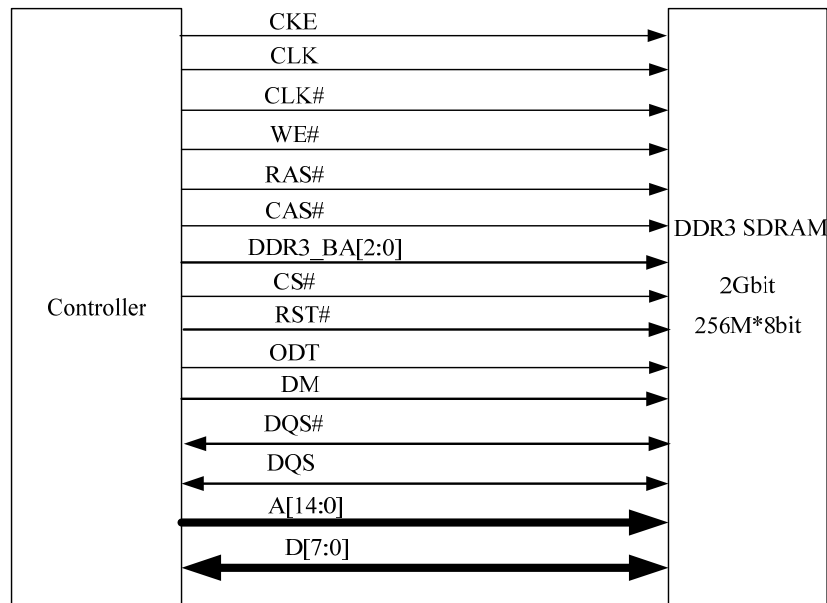 CKE
CLK
CLK#
WE#
RAS#
CAS#
DDR3_BA[2:0]
CS#
RST#
ODT
DM
DQS#
DQS
A[14:0]
D[7:0]
Controller
DDR3 SDRAM
2Gbit
256M*8bit